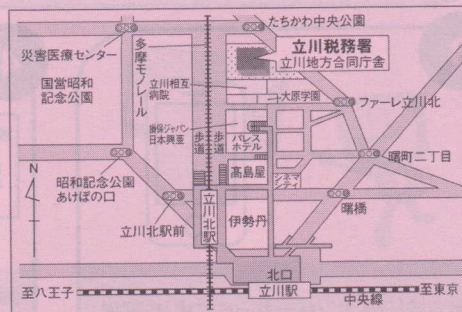 たちかわ中央公園
災害医療センター
立川税務署
立川地方合同庁舎
多摩モノレール
国営昭和
記念公園
立川相互
病院
大原学園
ファーレ立川北
損保ジャパン
日本興亜
歩道
歩道
パレス
ホテル
曙町二丁目
N
高島屋
シネマ
シティ
昭和記念公園
あけぼの口
立川北駅
伊勢丹
曙橋
立川北駅前
北口
至八王子
立川駅
中央線
至東京